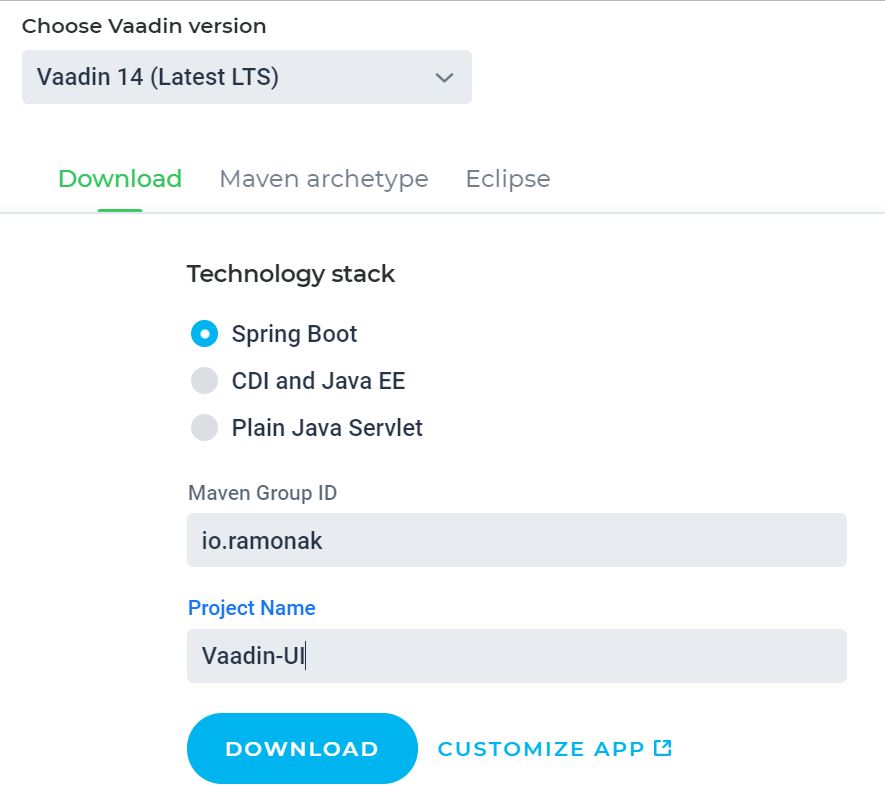 Choose Vaadin version
Vaadin 14 (Latest LTS)
Download Maven archetype Eclipse
Technology stack
Spring Boot
CDI and Java EE
Plain Java Servlet
Maven Group ID
io.ramonak
Project Name
Vaadin-UI
DOWNLOAD CUSTOMIZE APP